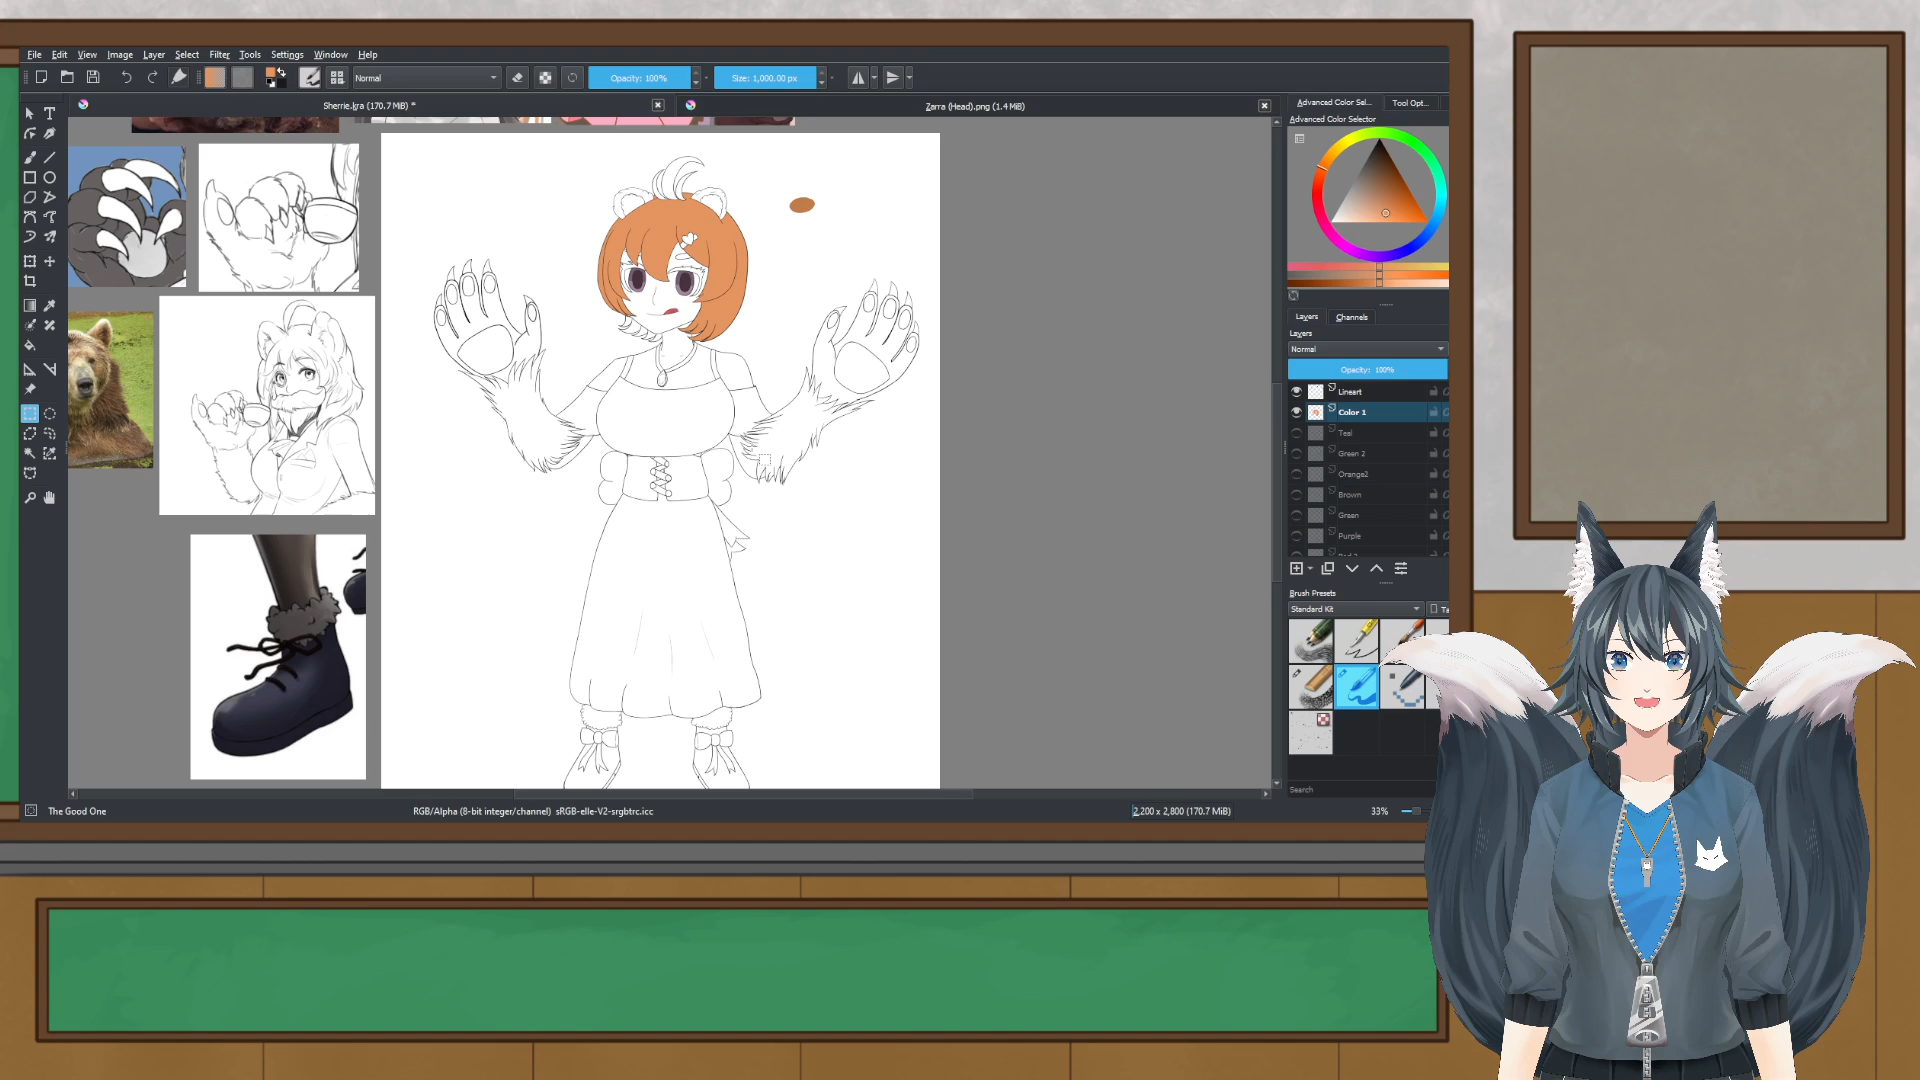 File Edit View Image Layer Select Filter Tools Settings Window Help
Normal Opacity: 100% Size: 1,000.00 px
Sherrie.kra (170.7 MiB) *
Zarra (Head).png (1.4 MiB)
Advanced Color Sel... Tool Opt...
Advanced Color Selector
Layers Channels
Layers
Normal
Opacity: 100%
Lineart
Color 1
Teal
Green 2
Orange2
Brown
Green
Purple
Brush Presets
Standard Kit Ta
Search
The Good One
RGB/Alpha (8-bit integer/channel) sRGB-elle-V2-srgbtrc.icc
2,200 x 2,800 (170.7 MiB)
33%